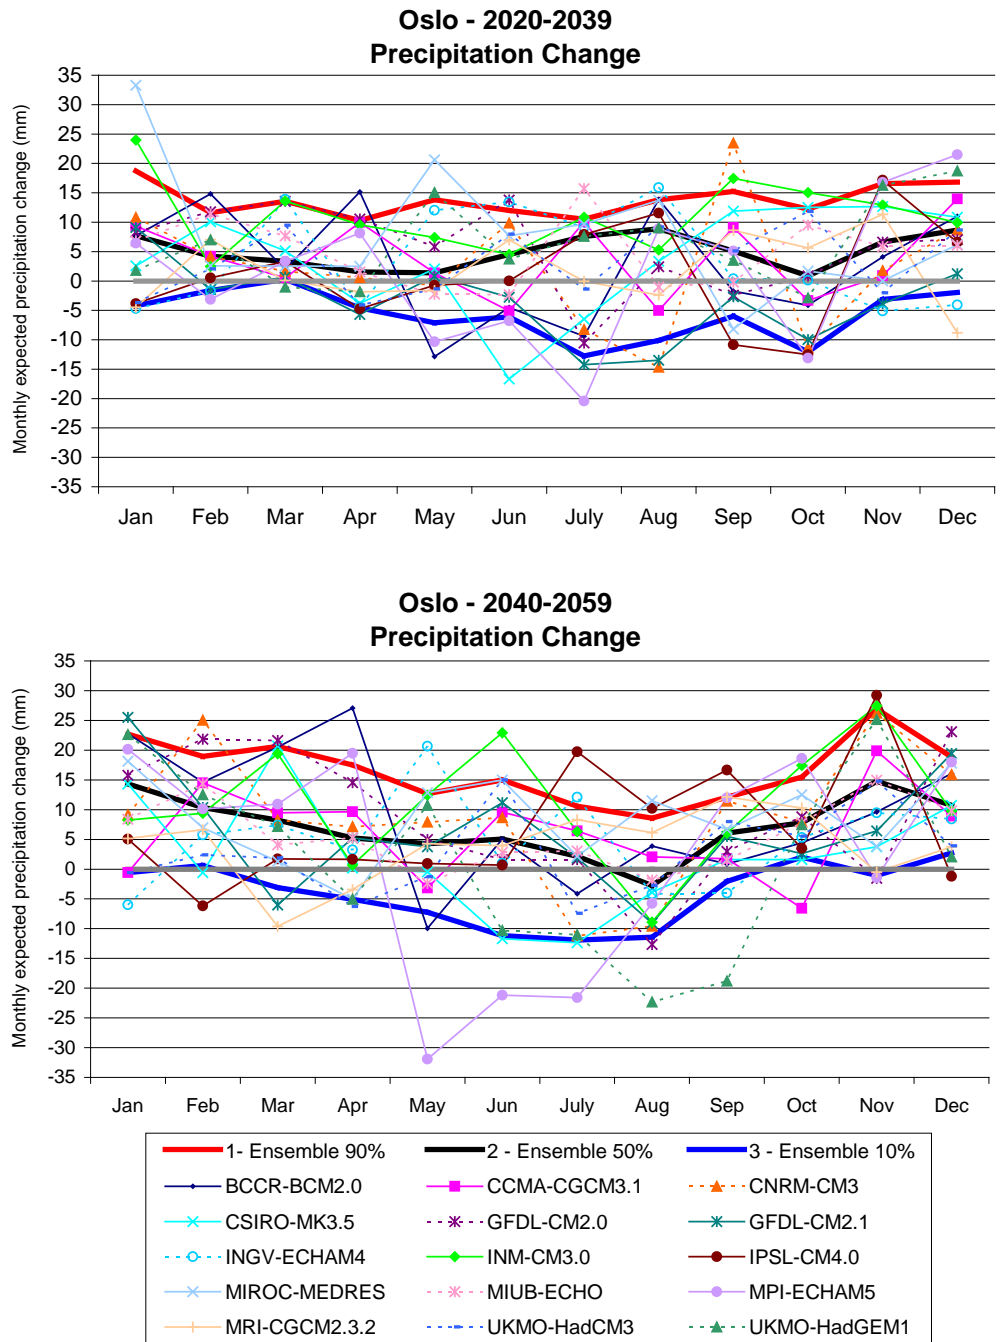 Oslo - 2020-2039
Precipitation Change
Monthly expected precipitation change (mm)
35
30
25
20
15
10
5
0
-5
-10
-15
-20
-25
-30
-35
Jan Feb Mar Apr May Jun July Aug Sep Oct Nov Dec
Oslo - 2040-2059
Precipitation Change
Monthly expected precipitation change (mm)
35
30
25
20
15
10
5
0
-5
-10
-15
-20
-25
-30
-35
Jan Feb Mar Apr May Jun July Aug Sep Oct Nov Dec
1- Ensemble 90% 2 - Ensemble 50% 3 - Ensemble 10%
BCCR-BCM2.0 CCMA-CGCM3.1 CNRM-CM3
CSIRO-MK3.5 GFDL-CM2.0 GFDL-CM2.1
INGV-ECHAM4 INM-CM3.0 IPSL-CM4.0
MIROC-MEDRES MIUB-ECHO MPI-ECHAM5
MRI-CGCM2.3.2 UKMO-HadCM3 UKMO-HadGEM1